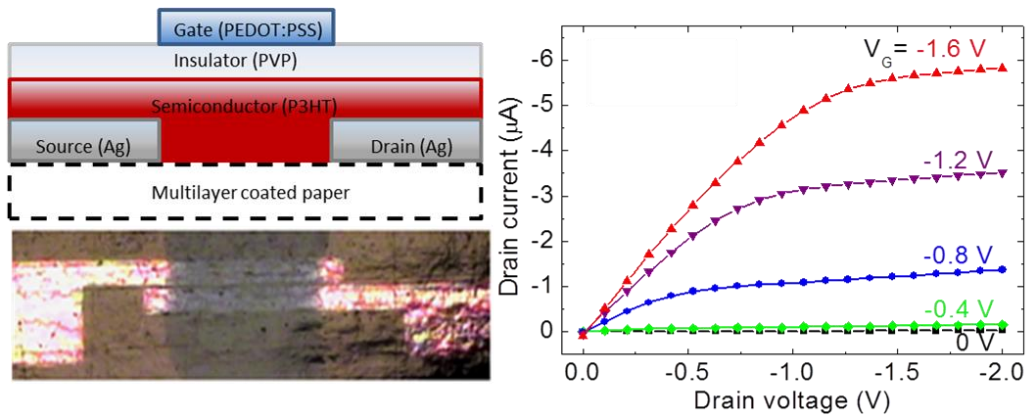 Gate (PEDOT:PSS)
Insulator (PVP)
Semiconductor (P3HT)
Source (Ag)
Drain (Ag)
Multilayer coated paper
-6
-5
-4
-3
-2
-1
0
Drain current (μA)
VG= -1.6 V
-1.2 V
-0.8 V
-0.4 V
0 V
0.0
-0.5
-1.0
-1.5
-2.0
Drain voltage (V)